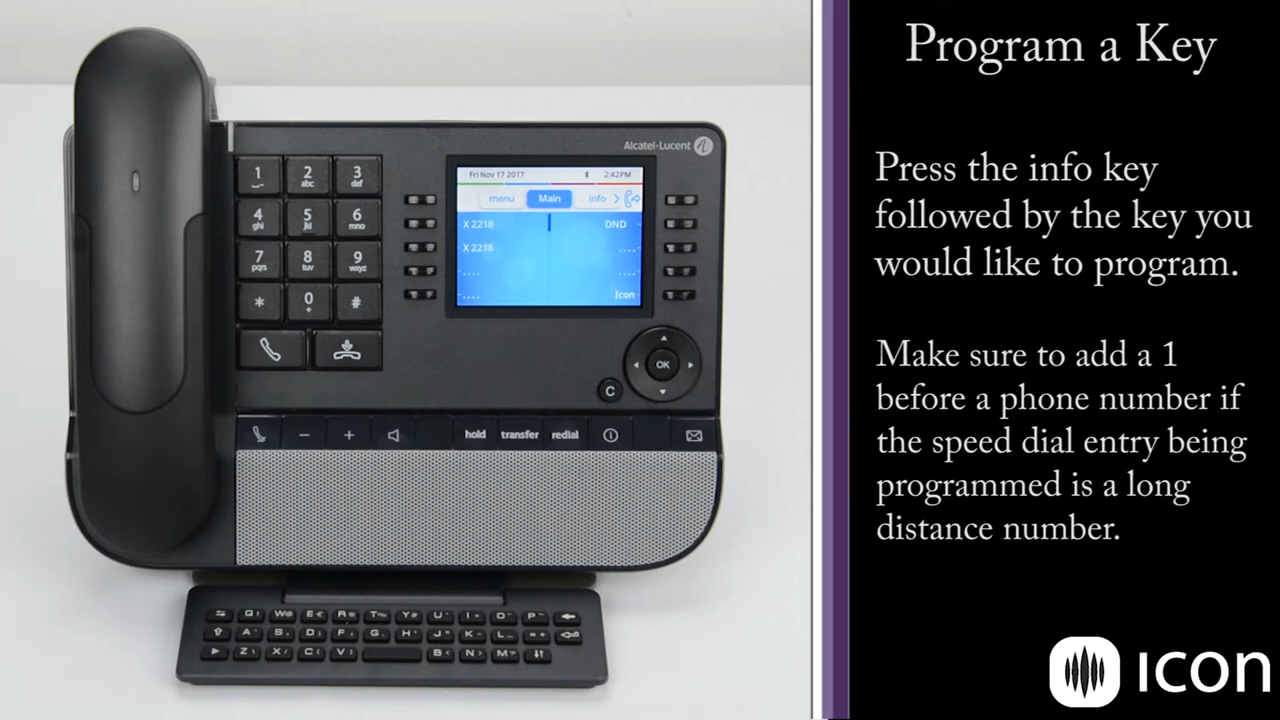 Program a Key
Press the info key
followed by the key you
would like to program.
Make sure to add a 1
before a phone number if
the speed dial entry being
programmed is a long
distance number.
icon
Alcatel-Lucent
Fri Nov 17 2017 2:42PM
menu Main info
X 2218 DND
X 2218 ....
.... ....
.... Icon
1 2 abc 3 def
4 ghi 5 jkl 6 mno
7 pqrs 8 tuv 9 wxyz
* 0 + #
OK
C
− + hold transfer redial
Q W E R T Y U I O P
A S D F G H J K L
Z X C V B N M